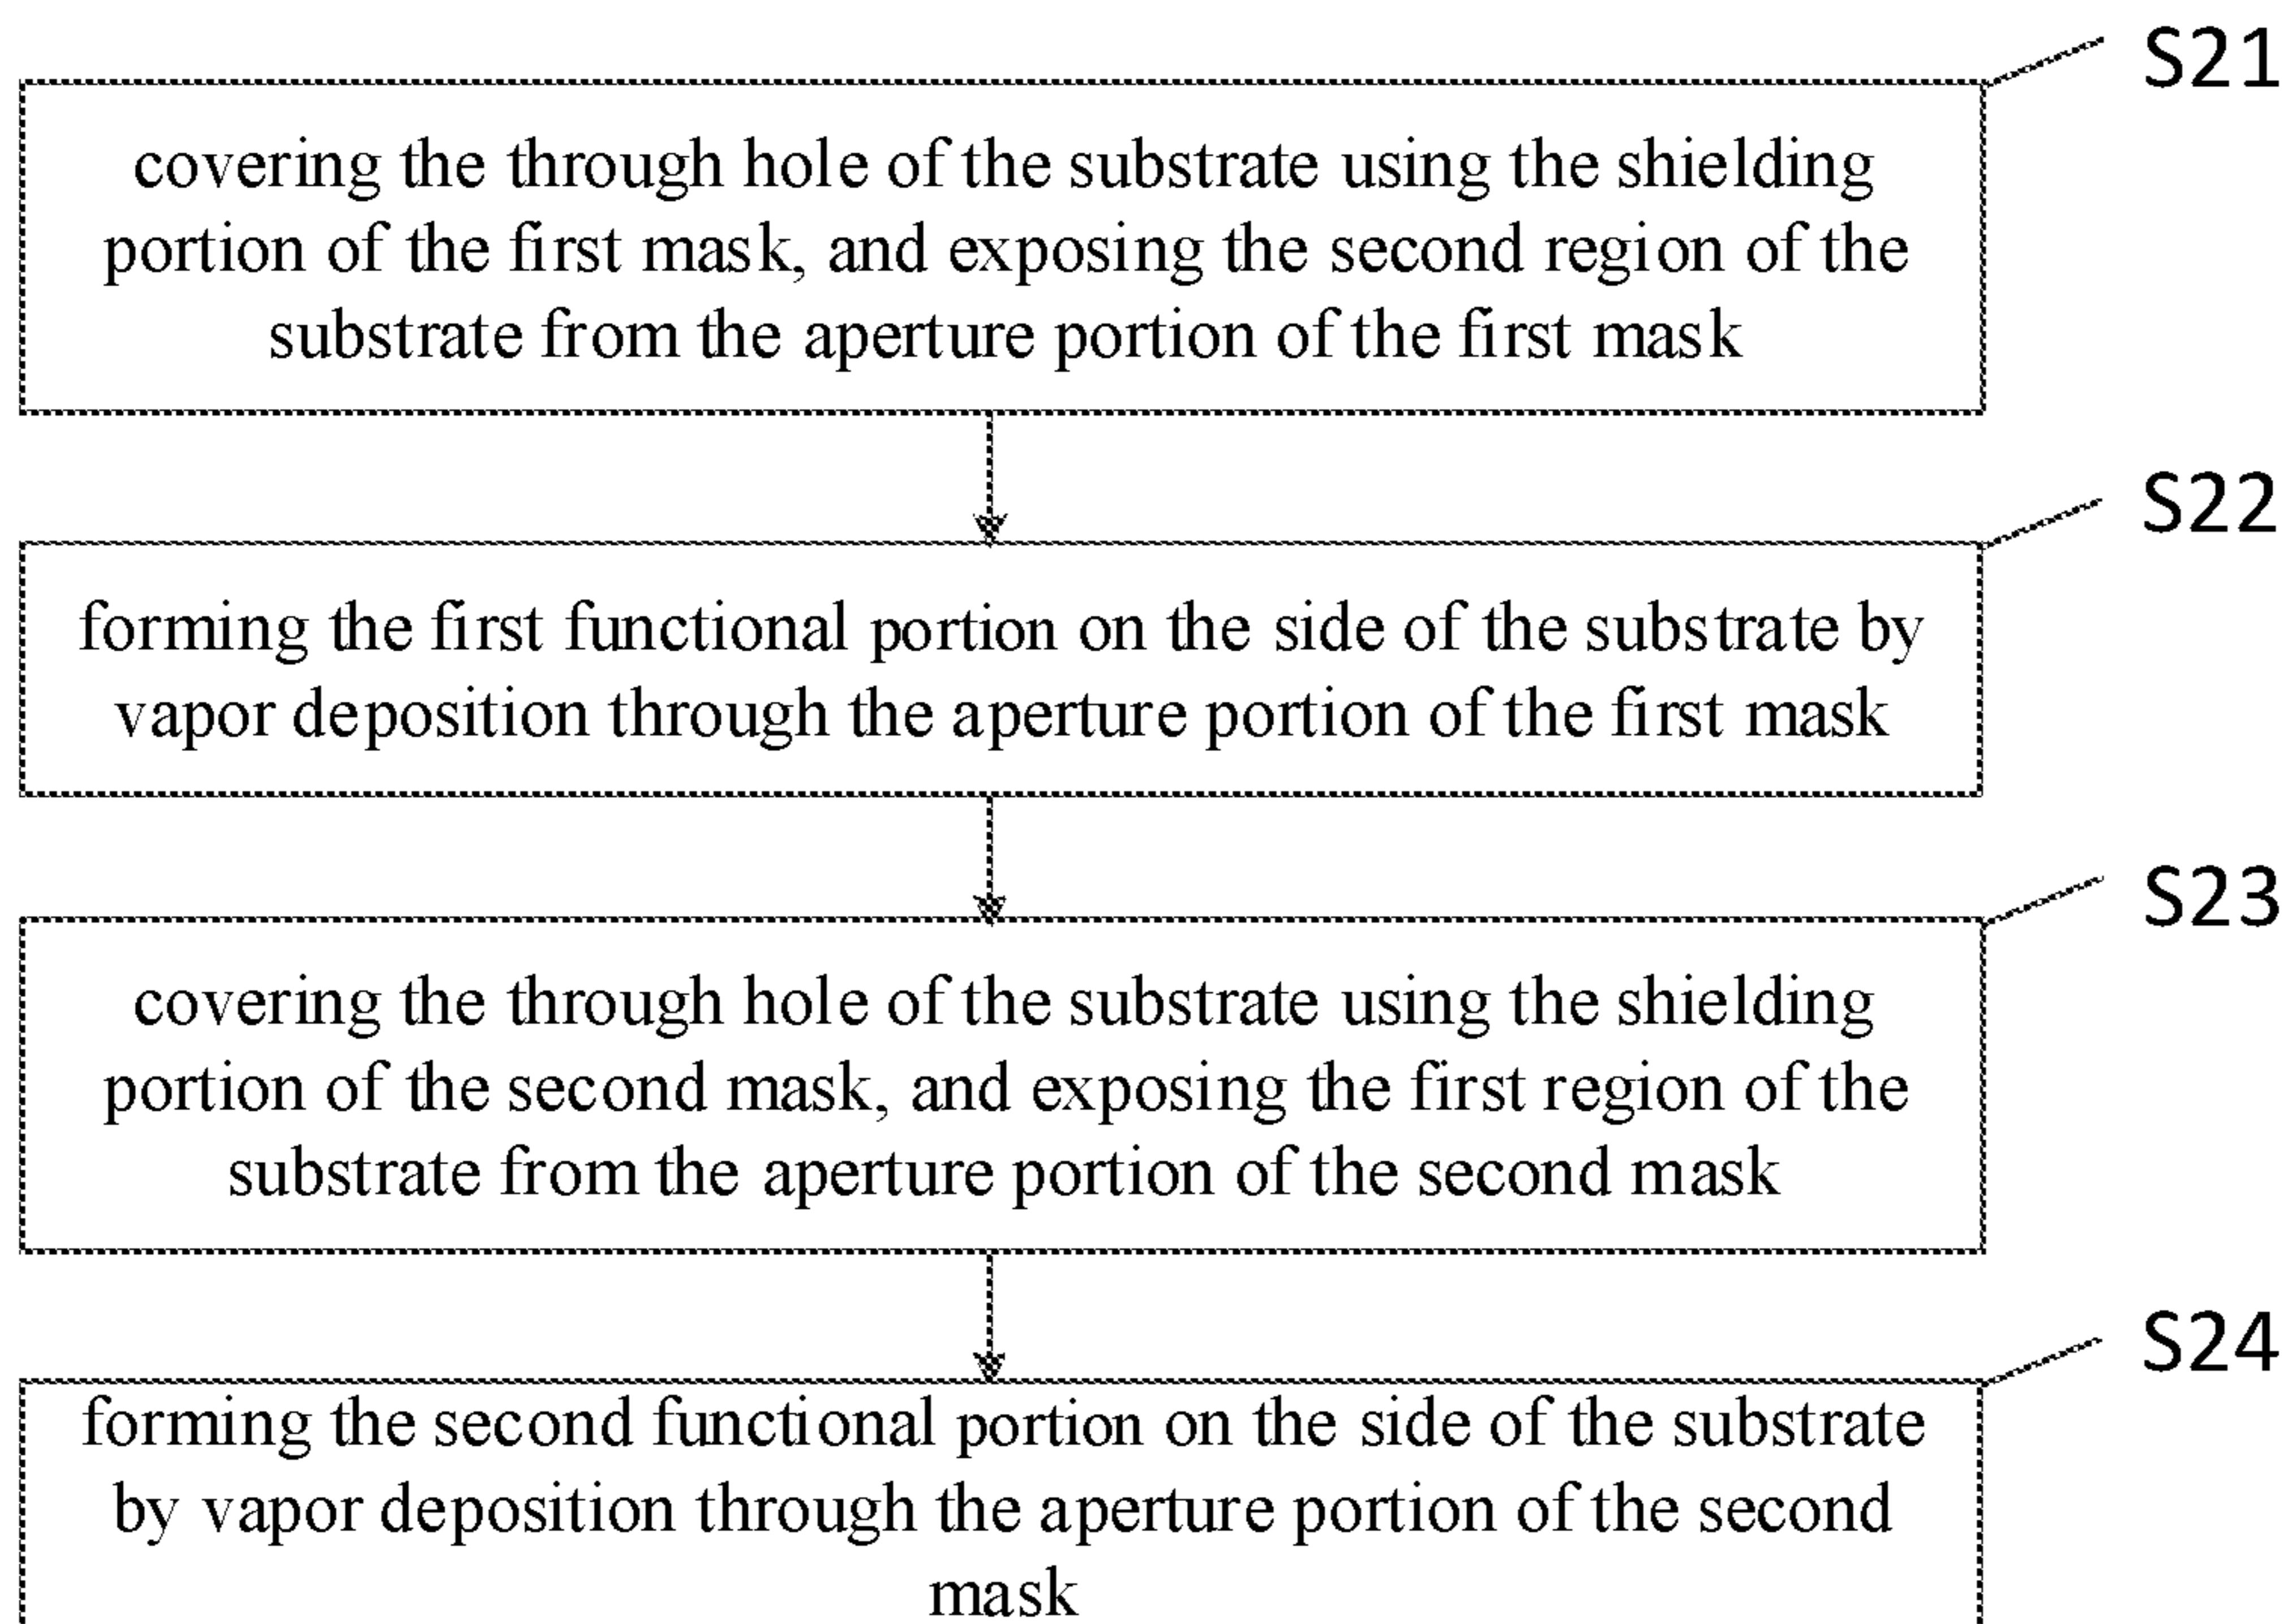 S21
covering the through hole of the substrate using the shielding
portion of the first mask, and exposing the second region of the
substrate from the aperture portion of the first mask
S22
forming the first functional portion on the side of the substrate by
vapor deposition through the aperture portion of the first mask
S23
covering the through hole of the substrate using the shielding
portion of the second mask, and exposing the first region of the
substrate from the aperture portion of the second mask
S24
forming the second functional portion on the side of the substrate
by vapor deposition through the aperture portion of the second
mask